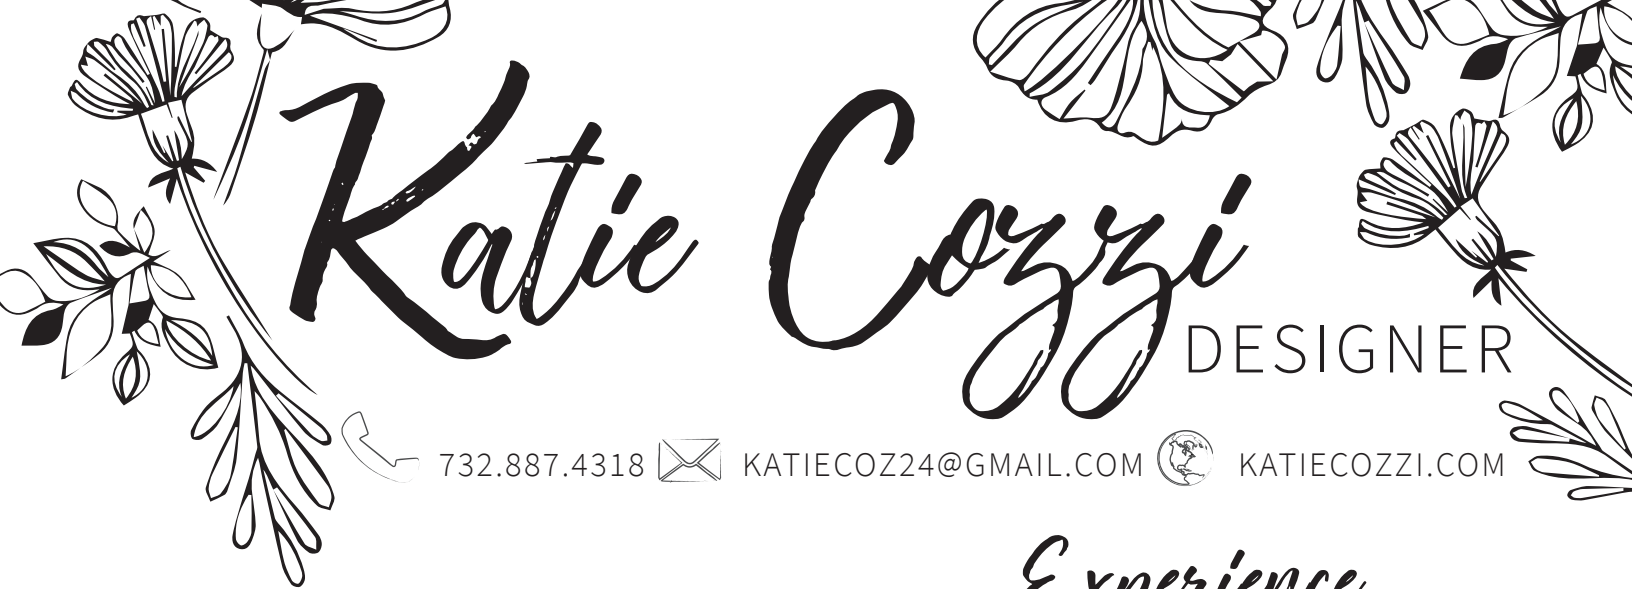 Katie Cozzi
DESIGNER
732.887.4318 KATIECOZ24@GMAIL.COM KATIECOZZI.COM
Experience